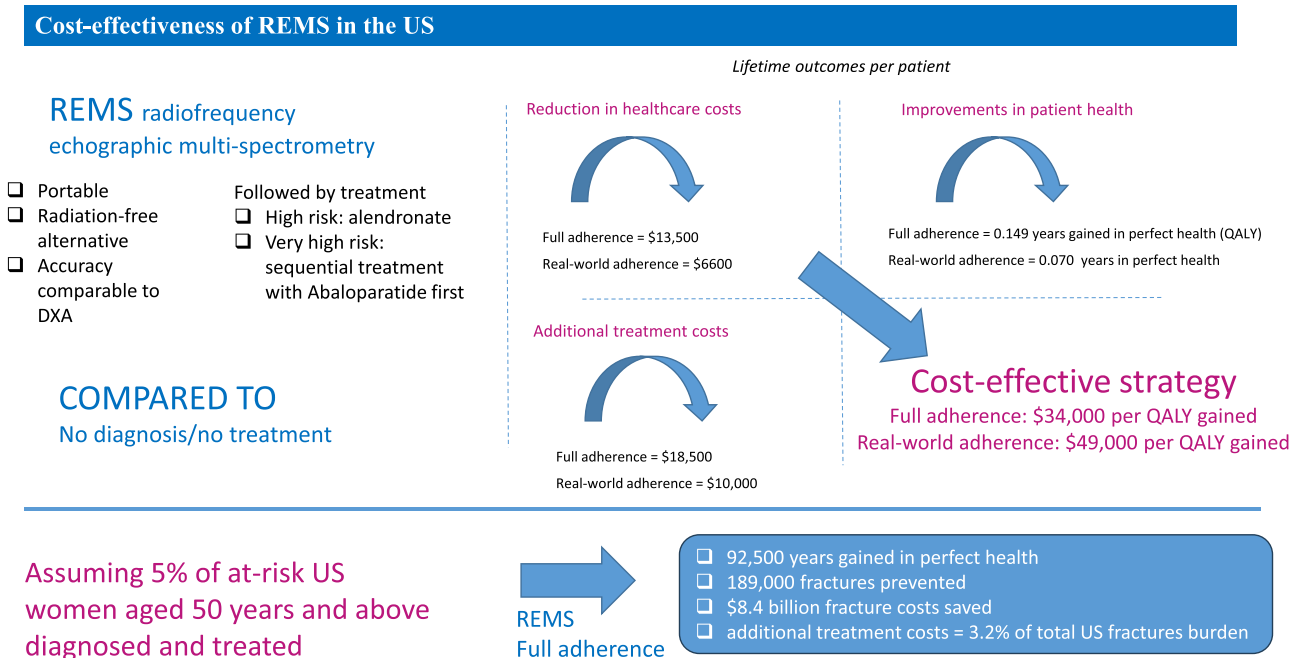 Cost-effectiveness of REMS in the US
Lifetime outcomes per patient
REMS radiofrequency
echographic multi-spectrometry
Portable
Radiation-free
alternative
Accuracy
comparable to
DXA
Followed by treatment
High risk: alendronate
Very high risk:
sequential treatment
with Abaloparatide first
COMPARED TO
No diagnosis/no treatment
Reduction in healthcare costs
Full adherence = $13,500
Real-world adherence = $6600
Improvements in patient health
Full adherence = 0.149 years gained in perfect health (QALY)
Real-world adherence = 0.070 years in perfect health
Additional treatment costs
Full adherence = $18,500
Real-world adherence = $10,000
Cost-effective strategy
Full adherence: $34,000 per QALY gained
Real-world adherence: $49,000 per QALY gained
Assuming 5% of at-risk US
women aged 50 years and above
diagnosed and treated
REMS
Full adherence
92,500 years gained in perfect health
189,000 fractures prevented
$8.4 billion fracture costs saved
additional treatment costs = 3.2% of total US fractures burden